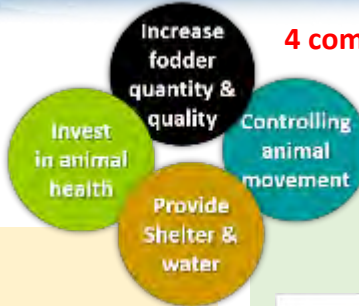 Increase
fodder
quantity &
quality
4 com
Invest
in animal
health
Controlling
animal
movement
Provide
Shelter &
water